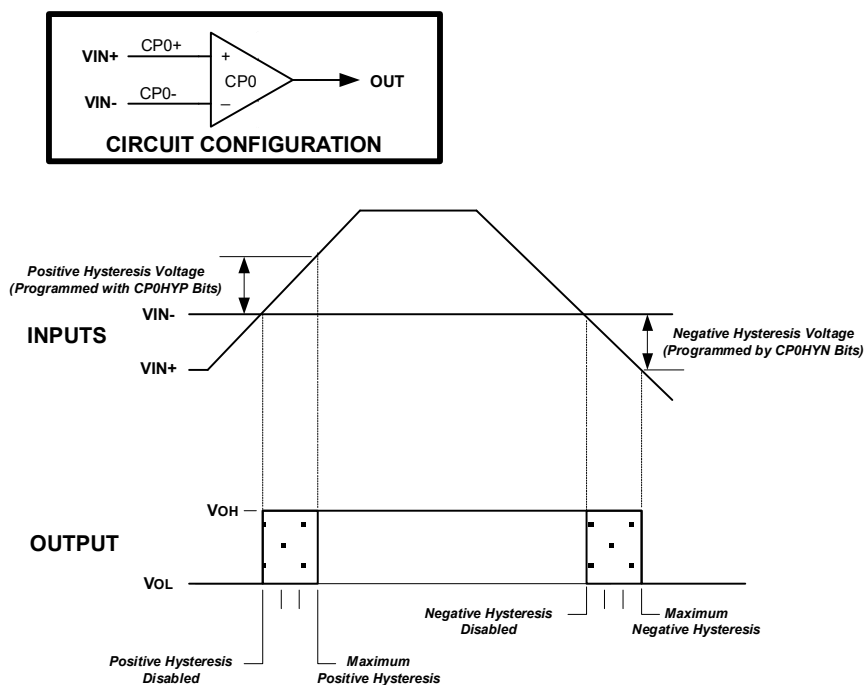 VIN+
CP0+
+
CP0
OUT
VIN-
CP0-
–
CIRCUIT CONFIGURATION
Positive Hysteresis Voltage
(Programmed with CP0HYP Bits)
VIN-
INPUTS
VIN+
Negative Hysteresis Voltage
(Programmed by CP0HYN Bits)
VOH
OUTPUT
VOL
Negative Hysteresis
Disabled
Maximum
Negative Hysteresis
Positive Hysteresis
Disabled
Maximum
Positive Hysteresis